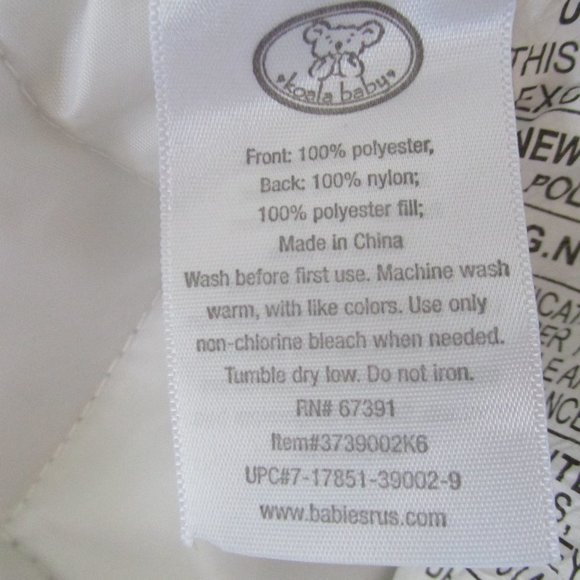 koala baby
Front: 100% polyester,
Back: 100% nylon;
100% polyester fill;
Made in China
Wash before first use. Machine wash
warm, with like colors. Use only
non-chlorine bleach when needed.
Tumble dry low. Do not iron.
RN# 67391
Item#3739002K6
UPC#7-17851-39002-9
www.babiesrus.com
THIS
NEW